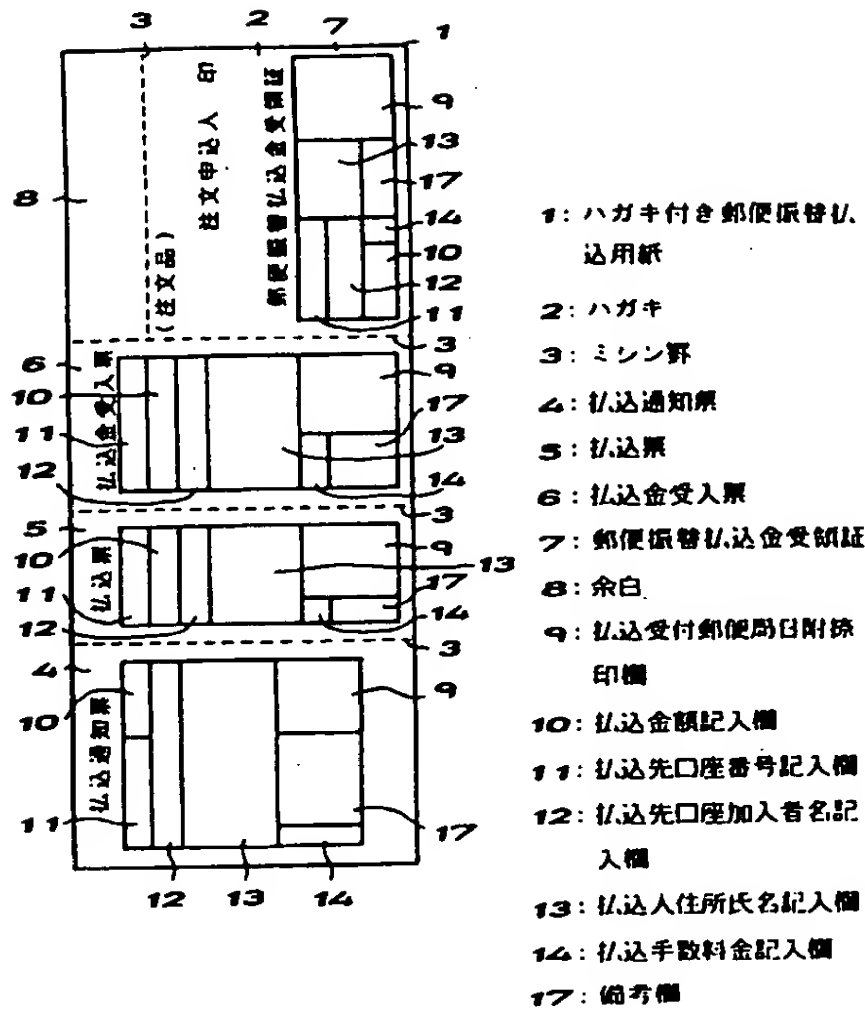 3
2
7
1
注文申込人 印
(注文品)
郵便振替払込金受領証
9
13
17
14
10
12
11
8
3
払込金受入票
6
10
11
12
9
17
13
14
3
払込票
5
10
11
12
9
13
17
14
3
払込通知票
4
10
11
9
17
12
13
14
1:ハガキ付き郵便振替払
込用紙
2:ハガキ
3:ミシン罫
4:払込通知票
5:払込票
6:払込金受入票
7:郵便振替払込金受領証
8:余白
9:払込受付郵便局日附捺
印欄
10:払込金額記入欄
11:払込先口座番号記入欄
12:払込先口座加入者名記
入欄
13:払込人住所氏名記入欄
14:払込手数料金記入欄
17:備考欄